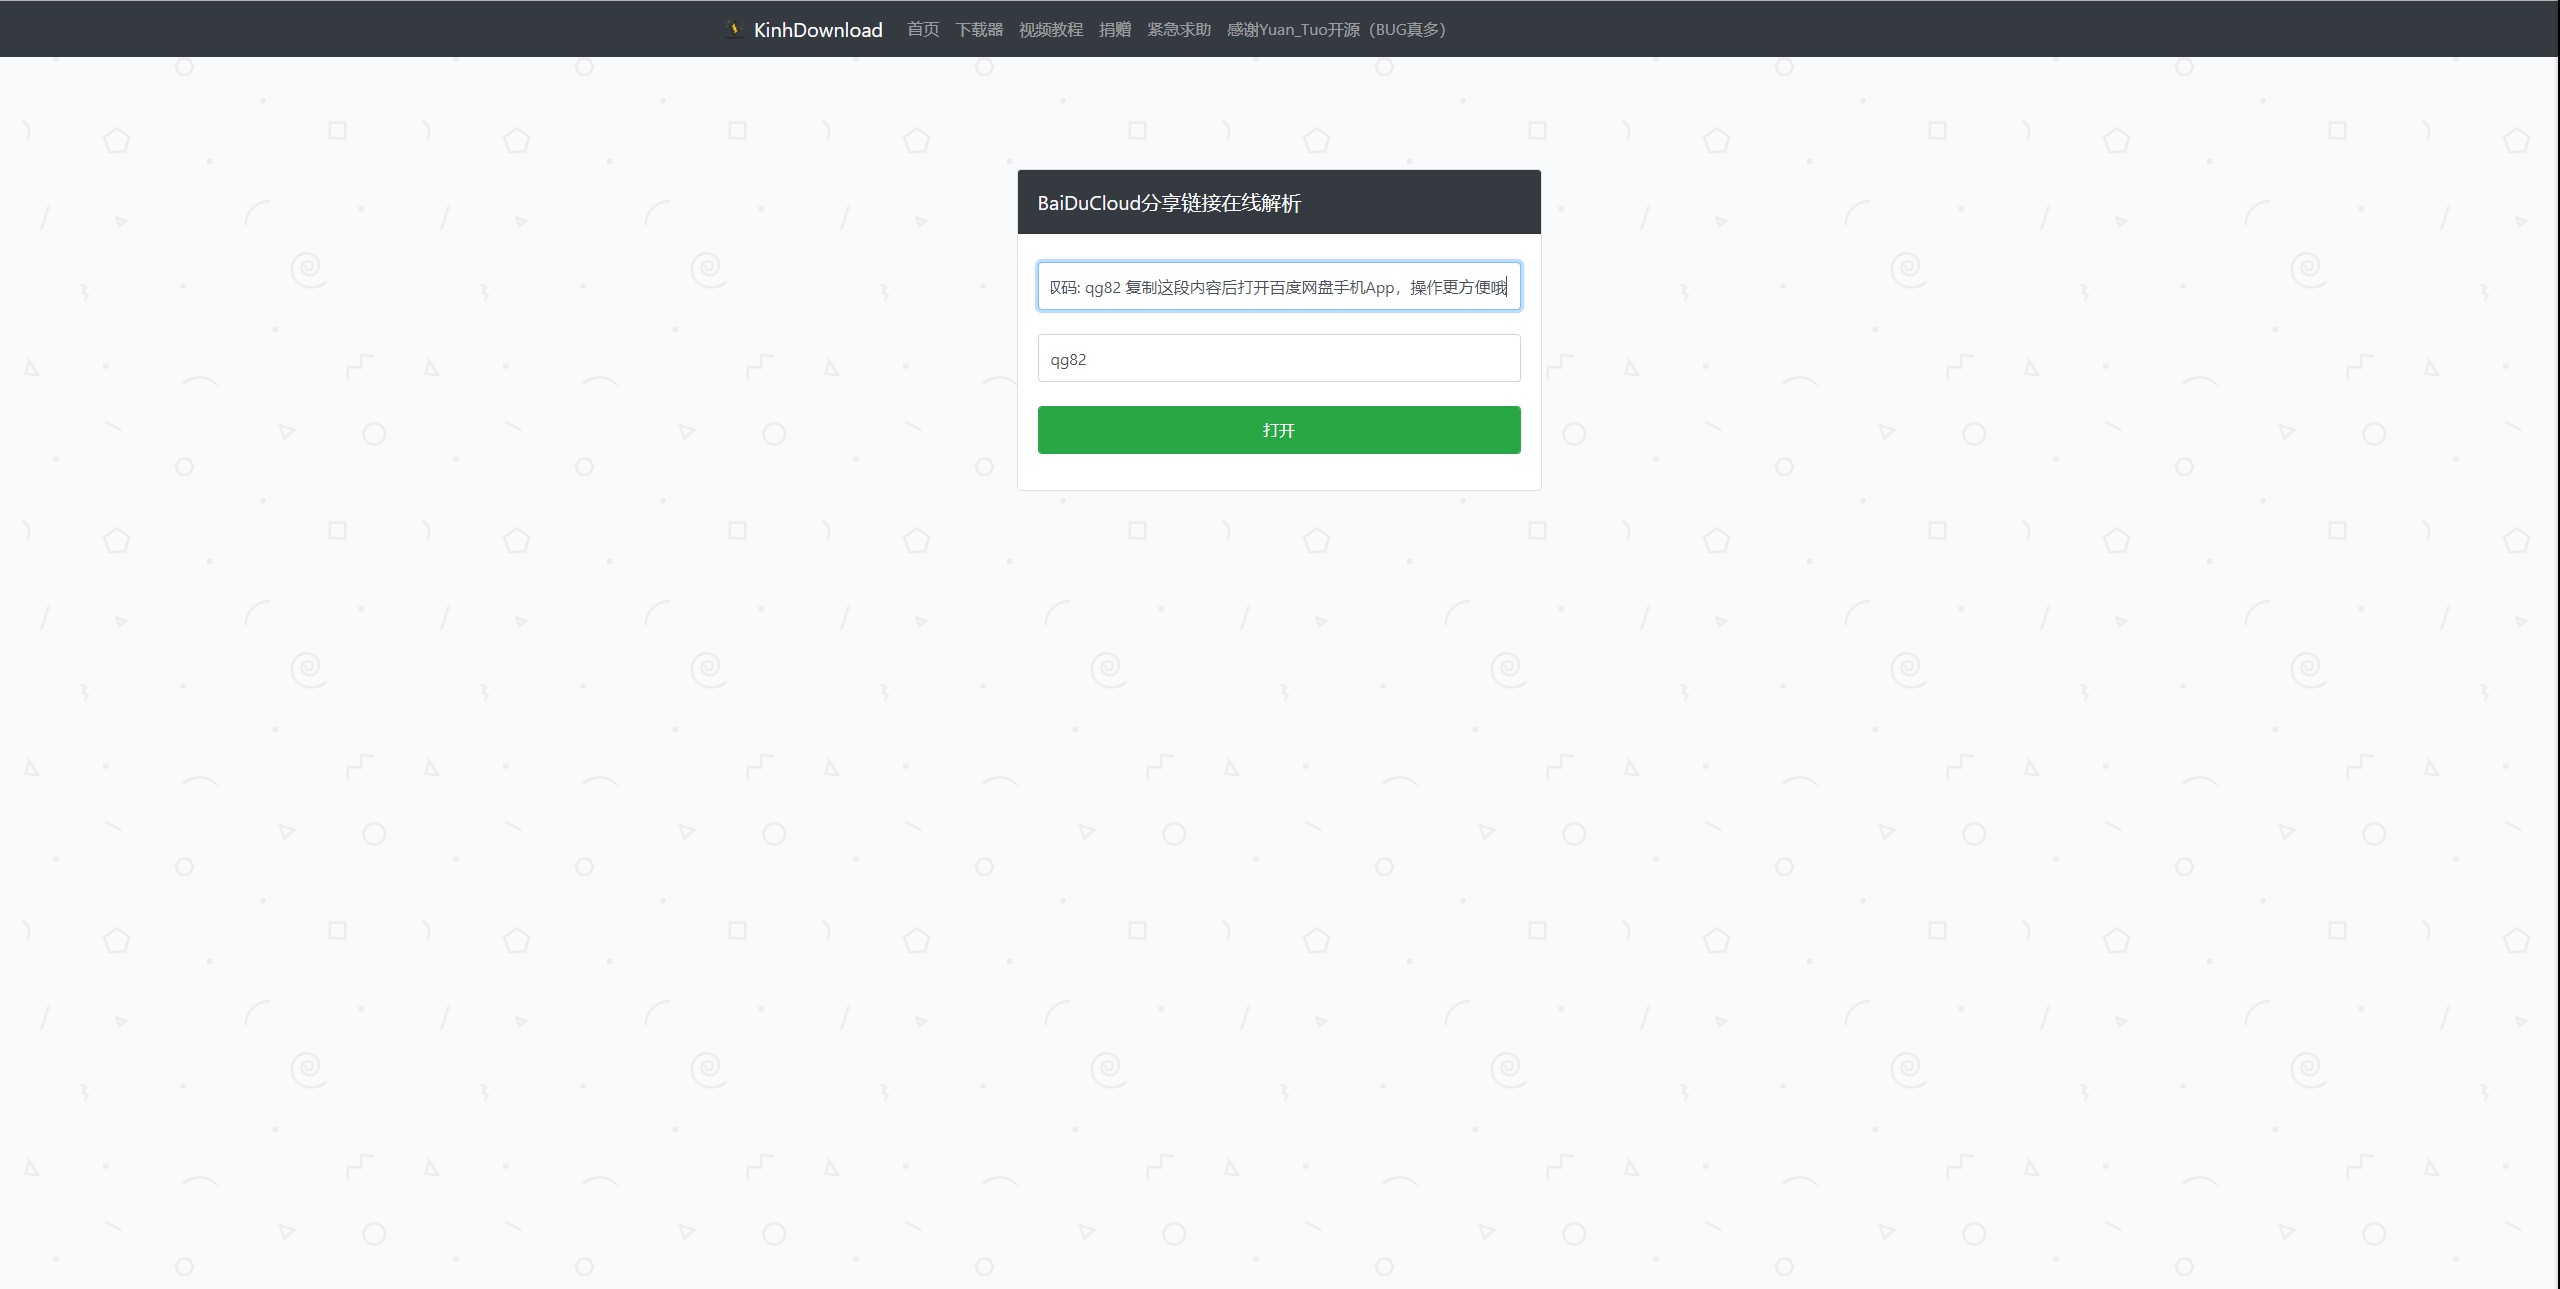 KinhDownload 首页 下载器 视频教程 捐赠 紧急求助 感谢Yuan_Tuo开源（BUG真多）
BaiDuCloud分享链接在线解析
码: qg82 复制这段内容后打开百度网盘手机App，操作更方便哦
qg82
打开